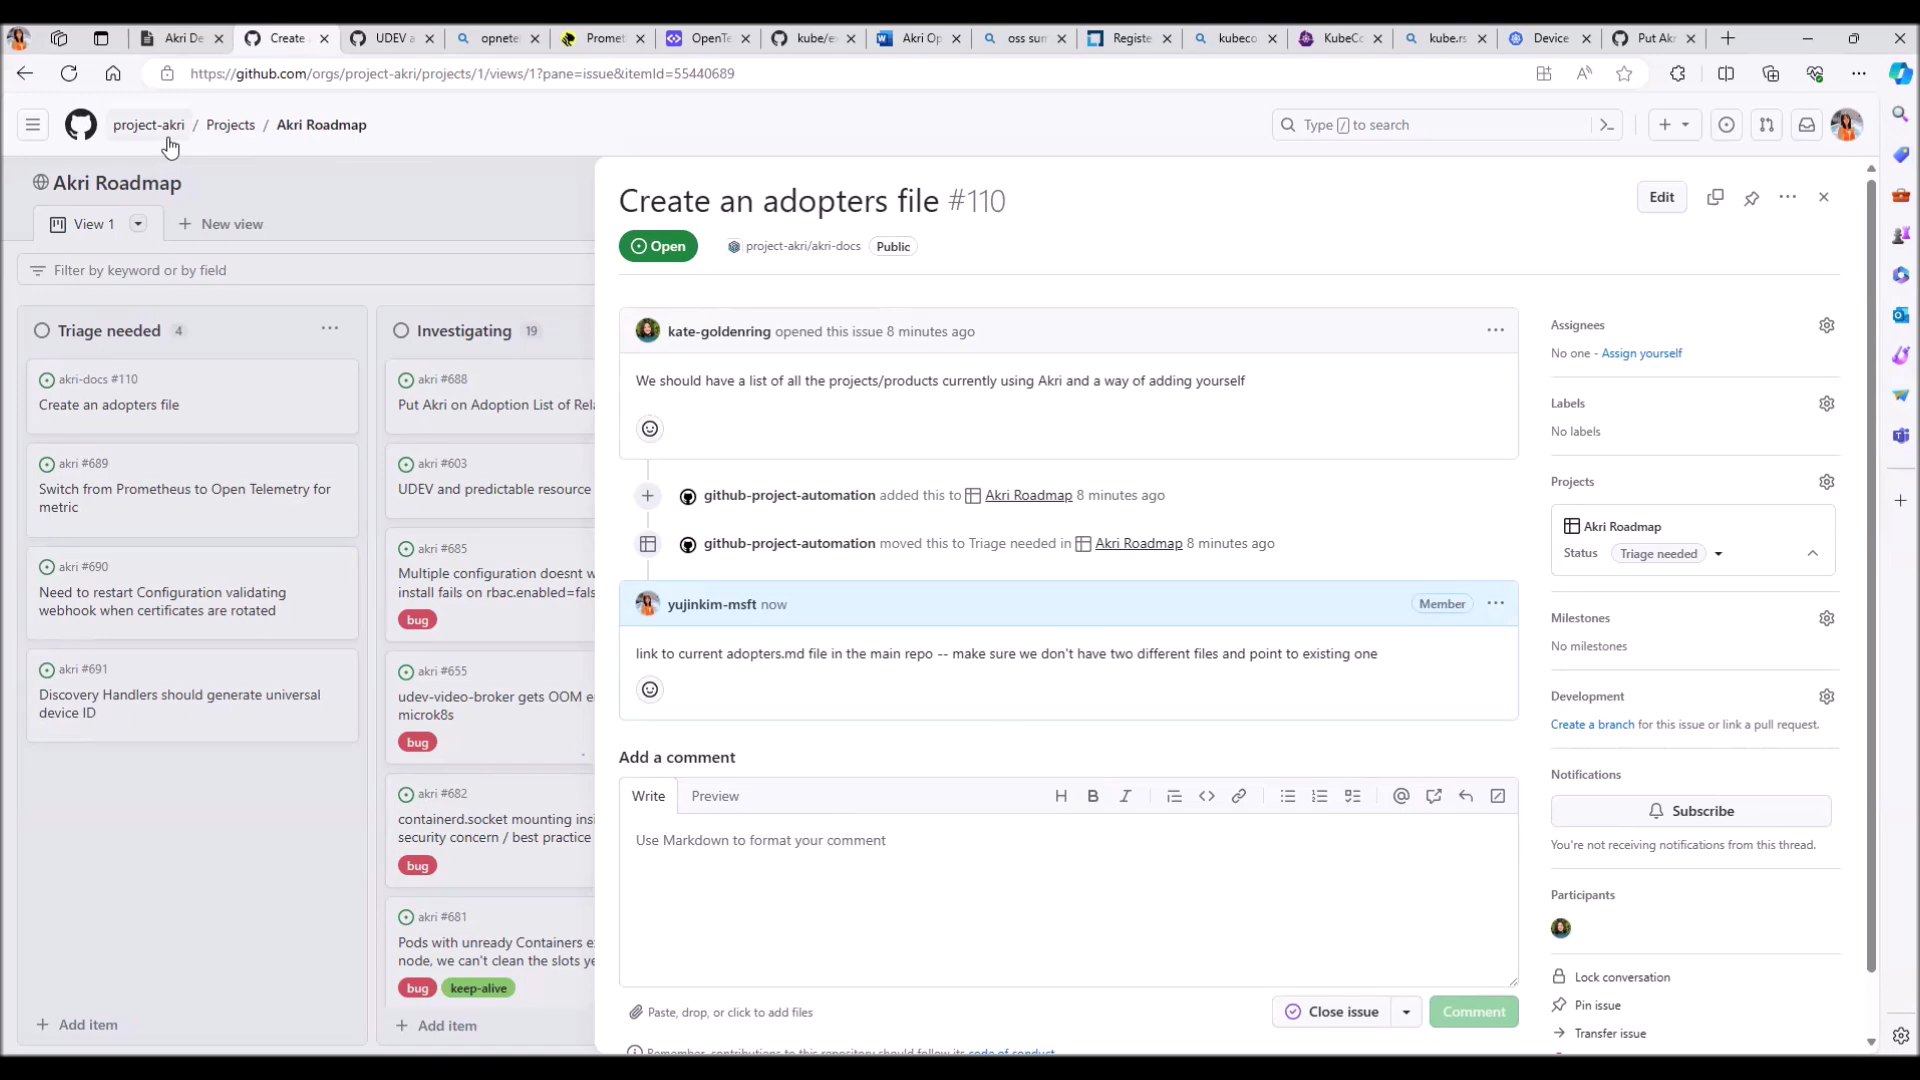 Akri De
Create
UDEV a
opnete
Promet
OpenTe
kube/e
Akri Op
oss sum
Registe
kubeco
KubeCo
kube.rs
Device
Put Akr
https://github.com/orgs/project-akri/projects/1/views/1?pane=issue&itemId=55440689
project-akri / Projects / Akri Roadmap
Type / to search
Akri Roadmap
View 1
New view
Filter by keyword or by field
Triage needed 4
akri-docs #110
Create an adopters file
akri #689
Switch from Prometheus to Open Telemetry for
metric
akri #690
Need to restart Configuration validating
webhook when certificates are rotated
akri #691
Discovery Handlers should generate universal
device ID
Add item
Investigating 19
akri #688
Put Akri on Adoption List of Rel
akri #603
UDEV and predictable resource
akri #685
Multiple configuration doesnt w
install fails on rbac.enabled=fals
bug
akri #655
udev-video-broker gets OOM e
microk8s
bug
akri #682
containerd.socket mounting insi
security concern / best practice
bug
akri #681
Pods with unready Containers e
node, we can't clean the slots ye
bug keep-alive
Add item
Create an adopters file #110
Edit
Open
project-akri/akri-docs
Public
kate-goldenring opened this issue 8 minutes ago
We should have a list of all the projects/products currently using Akri and a way of adding yourself
github-project-automation added this to Akri Roadmap 8 minutes ago
github-project-automation moved this to Triage needed in Akri Roadmap 8 minutes ago
yujinkim-msft now
Member
link to current adopters.md file in the main repo -- make sure we don't have two different files and point to existing one
Add a comment
Write
Preview
Use Markdown to format your comment
Paste, drop, or click to add files
Close issue
Comment
Remember, contributions to this repository should follow its code of conduct
Assignees
No one - Assign yourself
Labels
No labels
Projects
Akri Roadmap
Status Triage needed
Milestones
No milestones
Development
Create a branch for this issue or link a pull request.
Notifications
Subscribe
You're not receiving notifications from this thread.
Participants
Lock conversation
Pin issue
Transfer issue